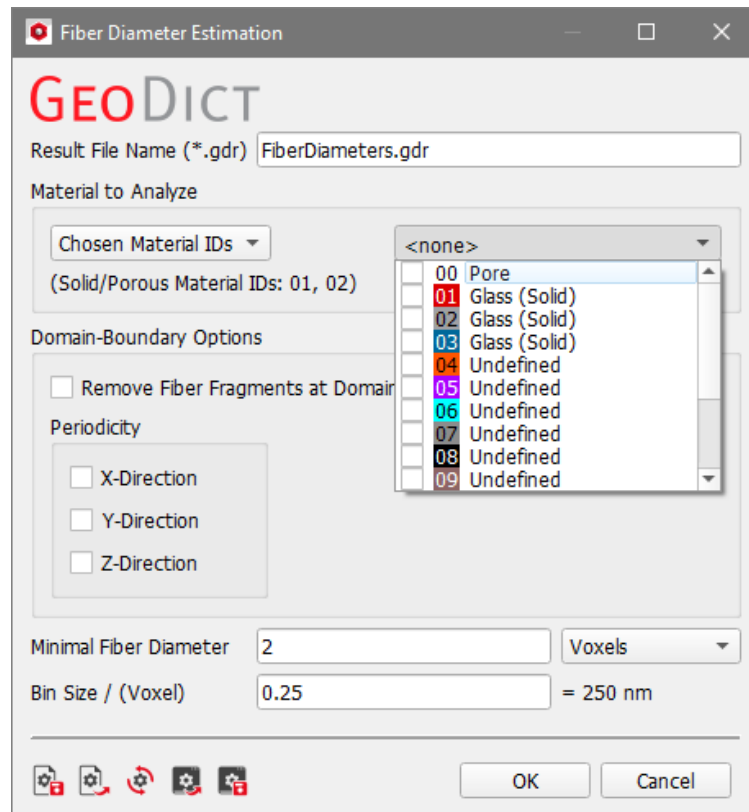 Fiber Diameter Estimation
GEODICT
Result File Name (*.gdr) FiberDiameters.gdr
Material to Analyze
Chosen Material IDs
<none>
(Solid/Porous Material IDs: 01, 02)
00 Pore
01 Glass (Solid)
02 Glass (Solid)
03 Glass (Solid)
04 Undefined
05 Undefined
06 Undefined
07 Undefined
08 Undefined
09 Undefined
Domain-Boundary Options
Remove Fiber Fragments at Domain
Periodicity
X-Direction
Y-Direction
Z-Direction
Minimal Fiber Diameter 2 Voxels
Bin Size / (Voxel) 0.25 = 250 nm
OK Cancel